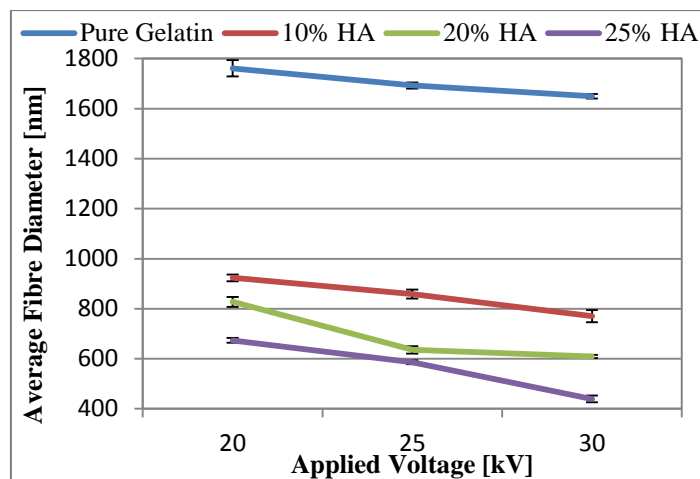 Pure Gelatin 10% HA 20% HA 25% HA
Average Fibre Diameter [nm]
1800
1600
1400
1200
1000
800
600
400
20 25 30
Applied Voltage [kV]